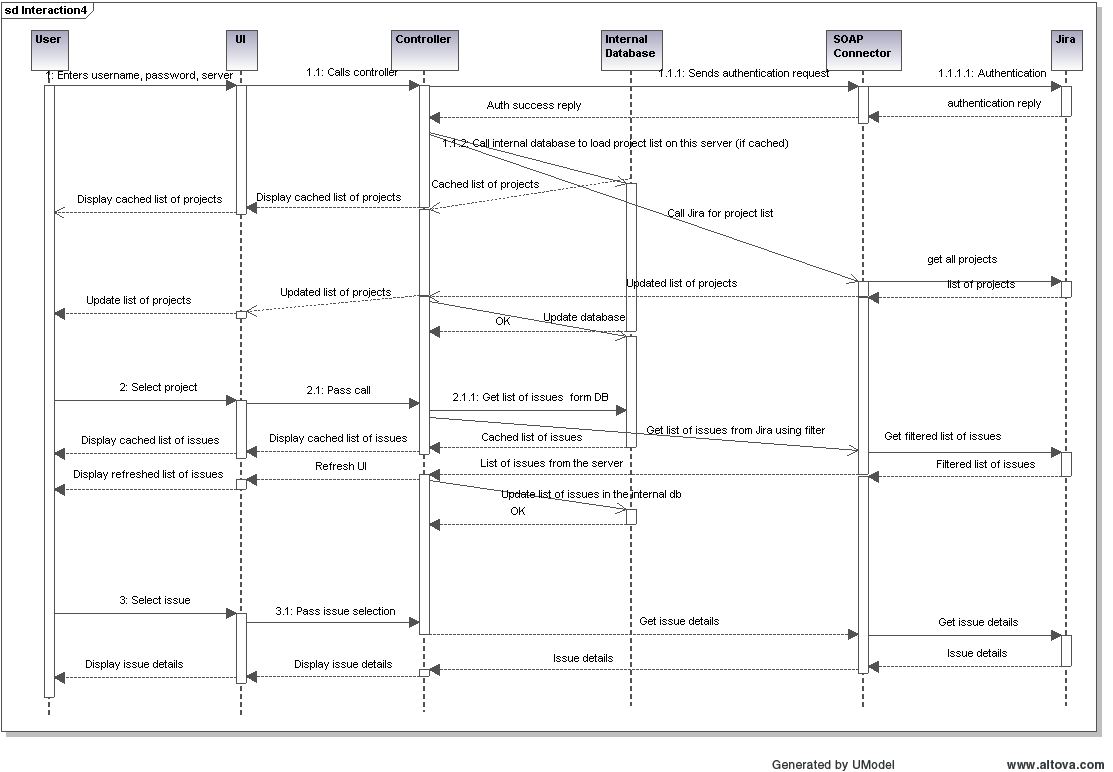 sd Interaction4
User
UI
Controller
Internal
Database
SOAP
Connector
Jira
1: Enters username, password, server
1.1: Calls controller
1.1.1: Sends authentication request
1.1.1.1: Authentication
Auth success reply
authentication reply
1.1.2: Call internal database to load project list on this server (if cached)
Cached list of projects
Display cached list of projects
Display cached list of projects
Call Jira for project list
get all projects
Updated list of projects
list of projects
Updated list of projects
Update list of projects
Update database
OK
2: Select project
2.1: Pass call
2.1.1: Get list of issues form DB
Get list of issues from Jira using filter
Get filtered list of issues
Cached list of issues
Display cached list of issues
Display cached list of issues
List of issues from the server
Filtered list of issues
Refresh UI
Display refreshed list of issues
Update list of issues in the internal db
OK
3: Select issue
3.1: Pass issue selection
Get issue details
Get issue details
Issue details
Issue details
Display issue details
Display issue details
Generated by UModel
www.altova.com